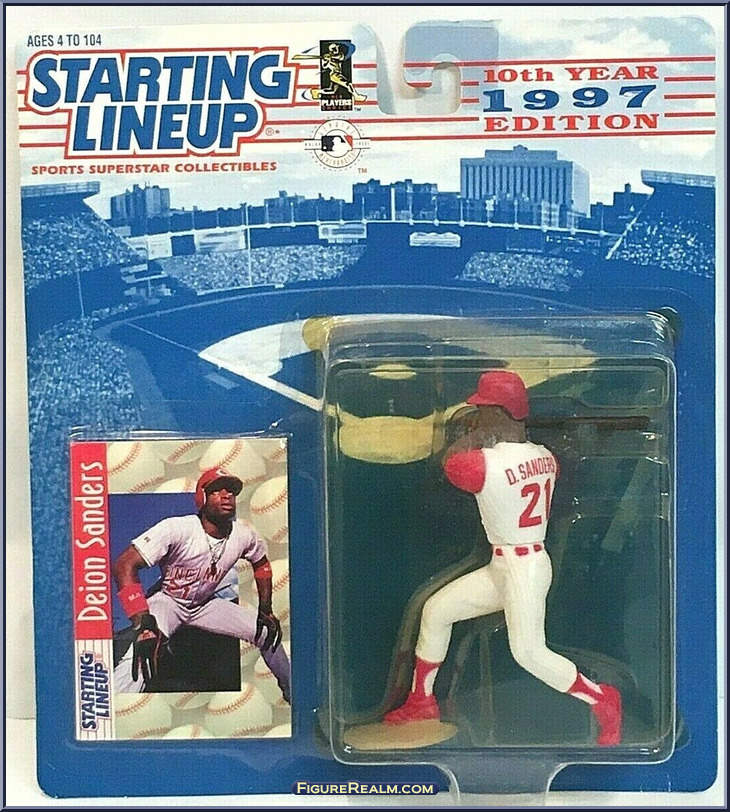 AGES 4 TO 104
STARTING
LINEUP®
SPORTS SUPERSTAR COLLECTIBLES
PLAYERS
™
10th YEAR
1997
EDITION
D. SANDERS
21
Deion Sanders
STARTING
LINEUP
FIGUREREALM.COM